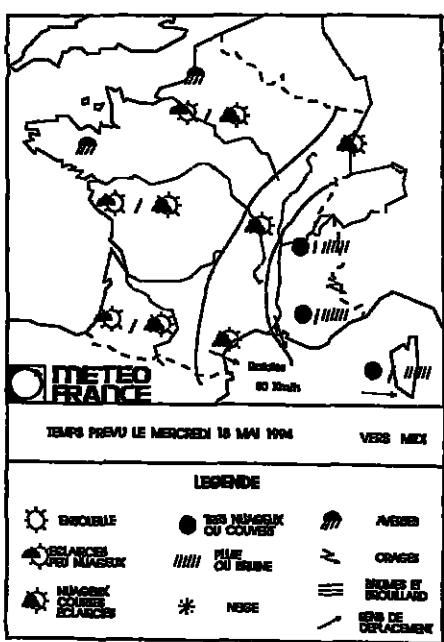 Rafales
80 Km/h
METEO
FRANCE
TEMPS PREVU LE MERCREDI 18 MAI 1994
VERS MIDI
LEGENDE
ENSOLEILLE
TRES NUAGEUX
OU COUVERT
AVERSES
ECLAIRCIES
PEU NUAGEUX
PLUIE
OU BRUINE
ORAGES
NUAGEUX
COURTES
ECLAIRCIES
NEIGE
BRUMES ET
BROUILLARD
SENS DE
DEPLACEMENT